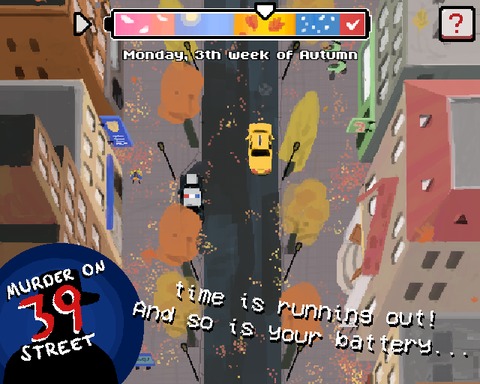 ?
Monday, 3th week of Autumn
MURDER ON
39
STREET
time is running out!
And so is your battery...